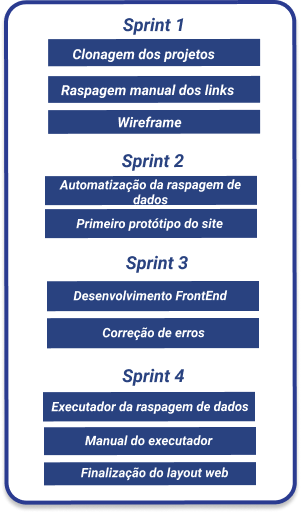 Sprint 1
Clonagem dos projetos
Raspagem manual dos links
Wireframe
Sprint 2
Automatização da raspagem de
dados
Primeiro protótipo do site
Sprint 3
Desenvolvimento FrontEnd
Correção de erros
Sprint 4
Executador da raspagem de dados
Manual do executador
Finalização do layout web